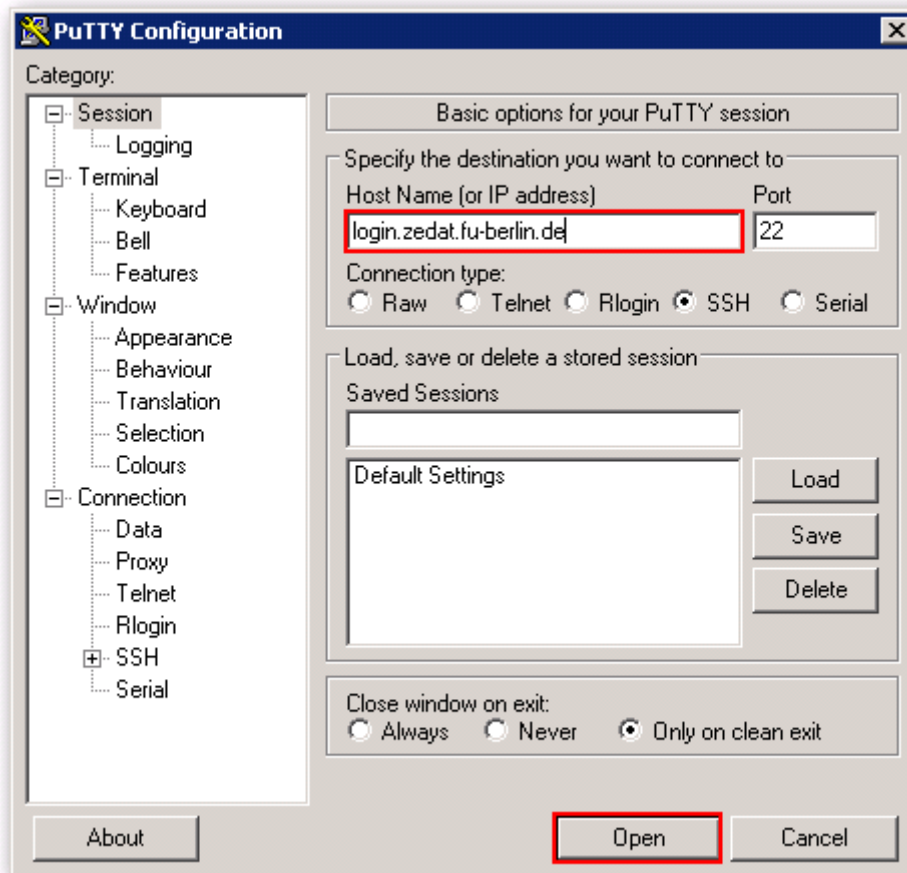 PuTTY Configuration
Category:
Session
Logging
Terminal
Keyboard
Bell
Features
Window
Appearance
Behaviour
Translation
Selection
Colours
Connection
Data
Proxy
Telnet
Rlogin
SSH
Serial
Basic options for your PuTTY session
Specify the destination you want to connect to
Host Name (or IP address) Port
login.zedat.fu-berlin.de 22
Connection type:
Raw Telnet Rlogin SSH Serial
Load, save or delete a stored session
Saved Sessions
Default Settings
Load
Save
Delete
Close window on exit:
Always Never Only on clean exit
About Open Cancel